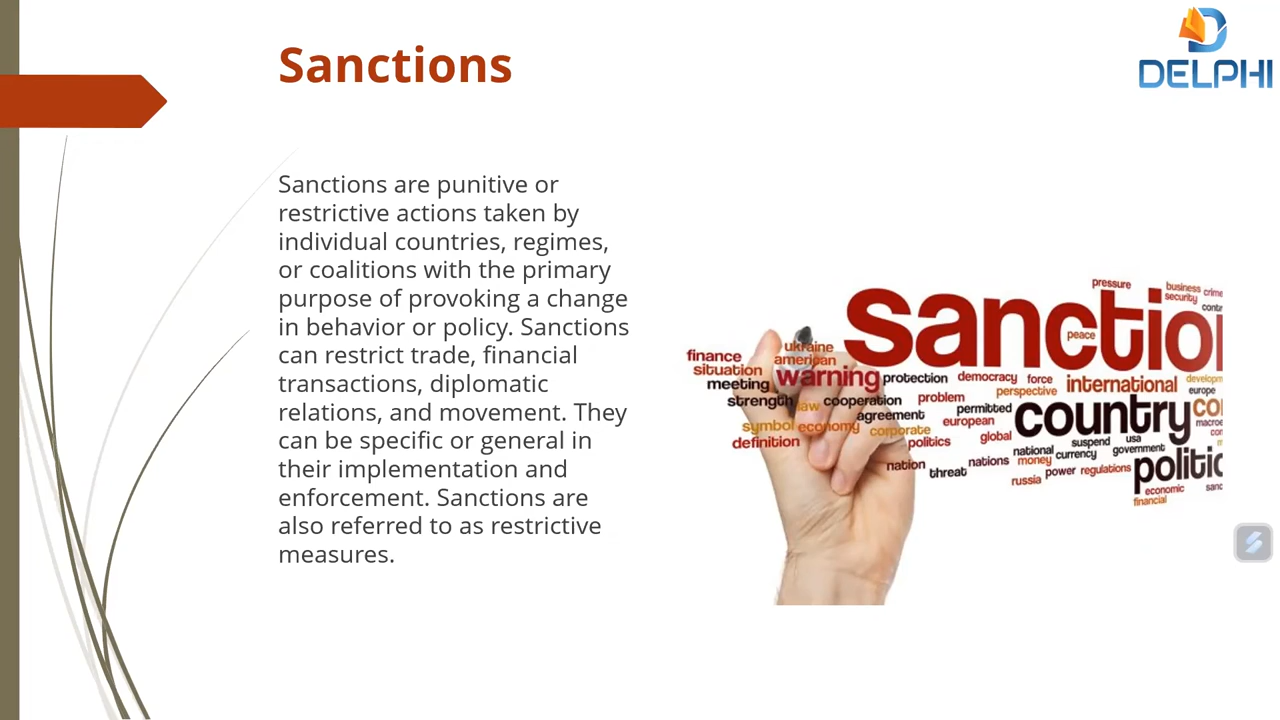 Sanctions
DELPHI
Sanctions are punitive or
restrictive actions taken by
individual countries, regimes,
or coalitions with the primary
purpose of provoking a change
in behavior or policy. Sanctions
can restrict trade, financial
transactions, diplomatic
relations, and movement. They
can be specific or general in
their implementation and
enforcement. Sanctions are
also referred to as restrictive
measures.
pressure
business crime
security
sanction
peace
ukraine
finance
american
situation
warning
protection
democracy
force
international
meeting
perspective
europe
strength
law
cooperation
problem
permitted
country
agreement
european
symbol
economy
corporate
politics
global
definition
suspend
usa
national
currency
government
nation
threat
nations
money
power
regulations
politic
russia
economic
financial